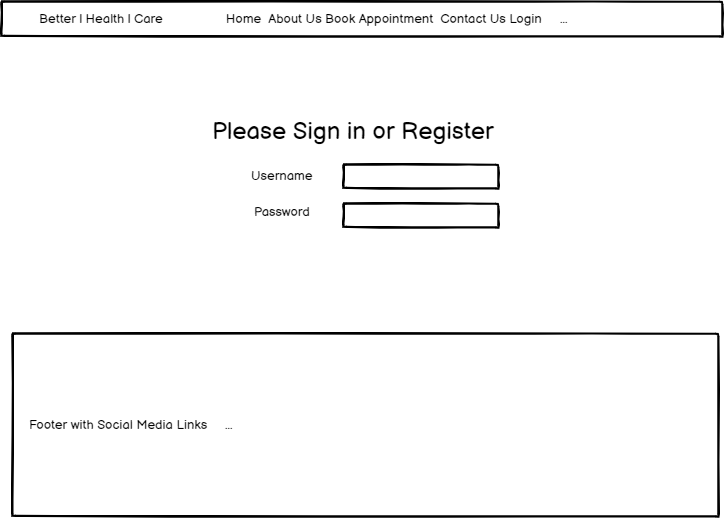 Better | Health | Care Home About Us Book Appointment Contact Us Login ...
Please Sign in or Register
Username
Password
Footer with Social Media Links ...